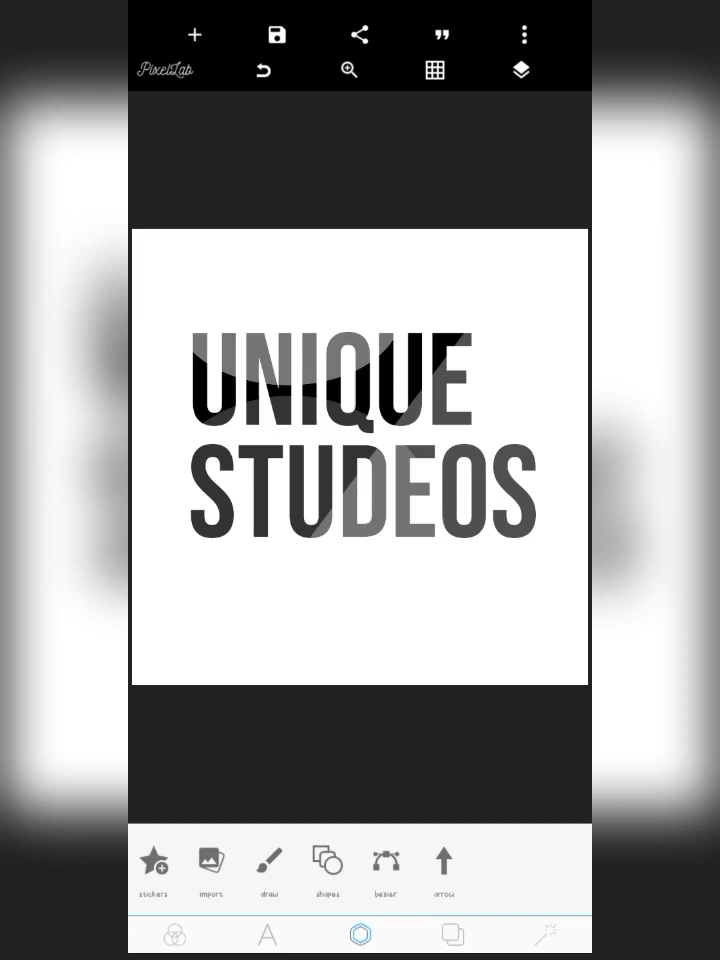 PixelLab
UNIQUE
STUDEOS
stickers
import
draw
shapes
bezier
arrow